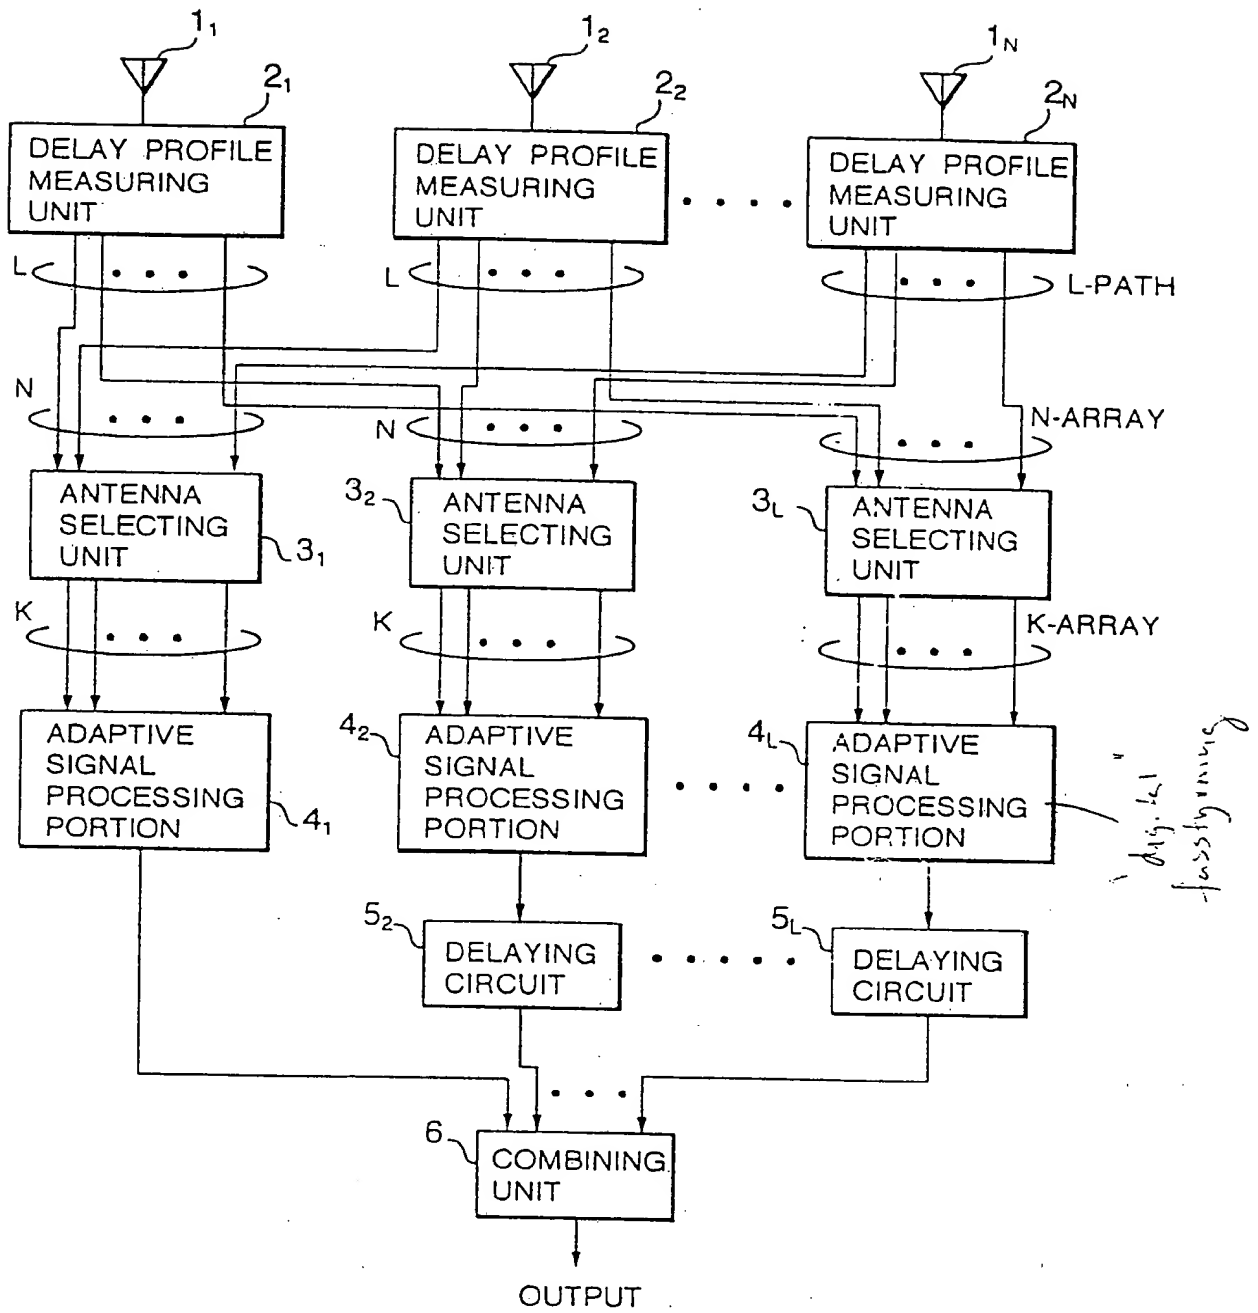 1₁
1₂
1N
2₁
2₂
2N
DELAY PROFILE
MEASURING
UNIT
DELAY PROFILE
MEASURING
UNIT
DELAY PROFILE
MEASURING
UNIT
L
L
L-PATH
N
N
N-ARRAY
ANTENNA
SELECTING
UNIT
3₁
3₂
ANTENNA
SELECTING
UNIT
3L
ANTENNA
SELECTING
UNIT
K
K
K-ARRAY
ADAPTIVE
SIGNAL
PROCESSING
PORTION
4₁
4₂
ADAPTIVE
SIGNAL
PROCESSING
PORTION
4L
ADAPTIVE
SIGNAL
PROCESSING
PORTION
5₂
DELAYING
CIRCUIT
5L
DELAYING
CIRCUIT
6
COMBINING
UNIT
OUTPUT